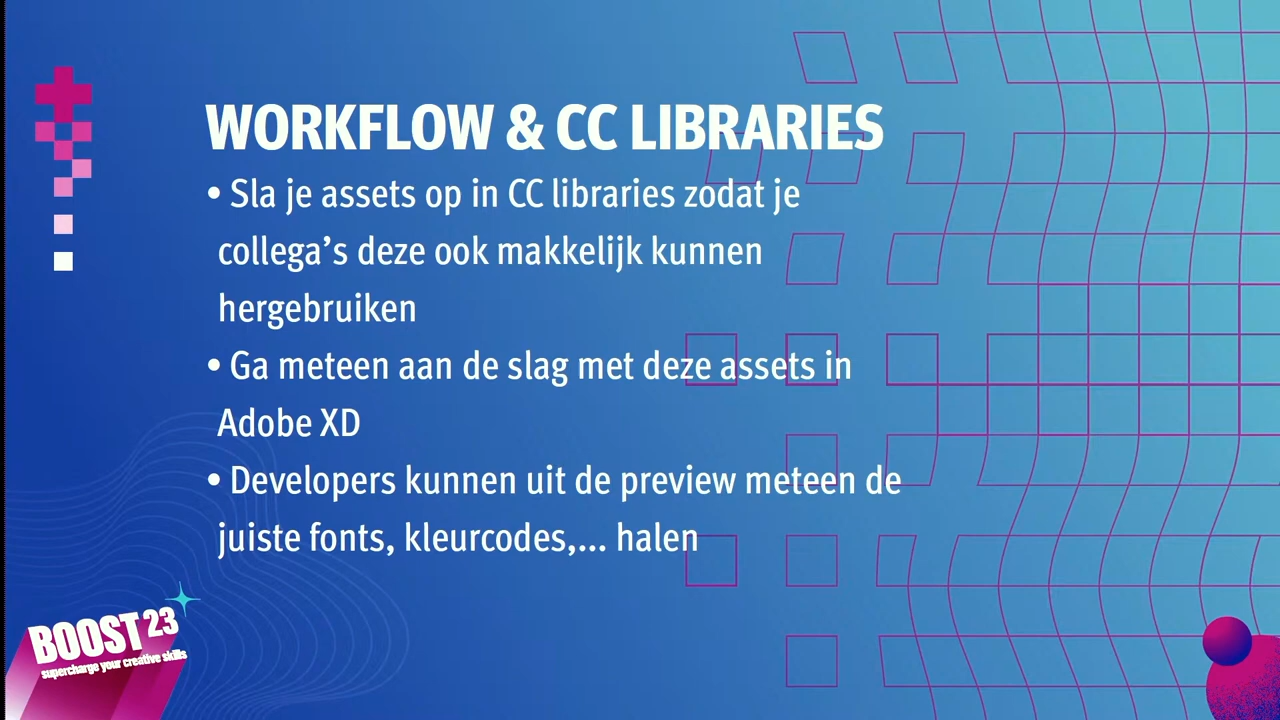 WORKFLOW & CC LIBRARIES
• Sla je assets op in CC libraries zodat je
collega’s deze ook makkelijk kunnen
hergebruiken
• Ga meteen aan de slag met deze assets in
Adobe XD
• Developers kunnen uit de preview meteen de
juiste fonts, kleurcodes,... halen
BOOST23
supercharge your creative skills